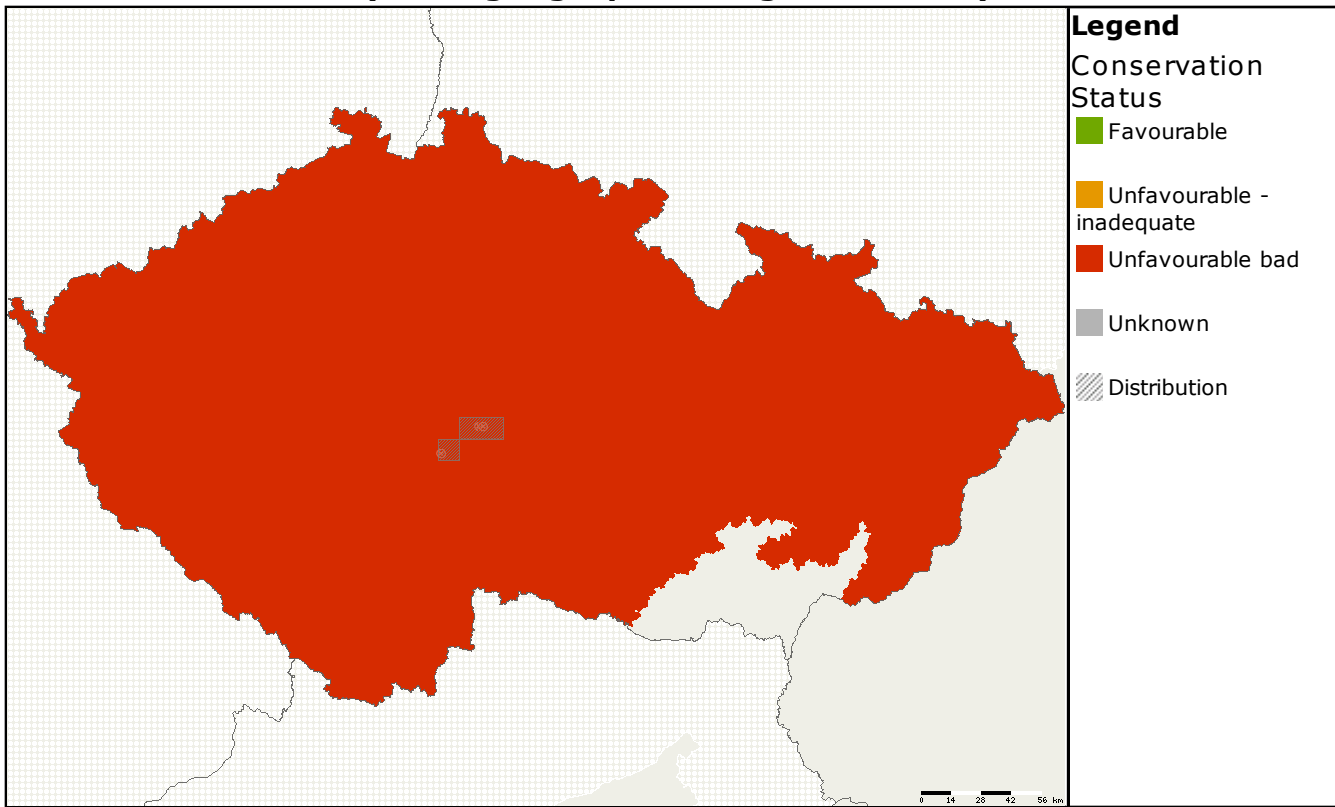 Legend
Conservation
Status
Favourable
Unfavourable -
inadequate
Unfavourable bad
Unknown
Distribution
0 14 28 42 56 km